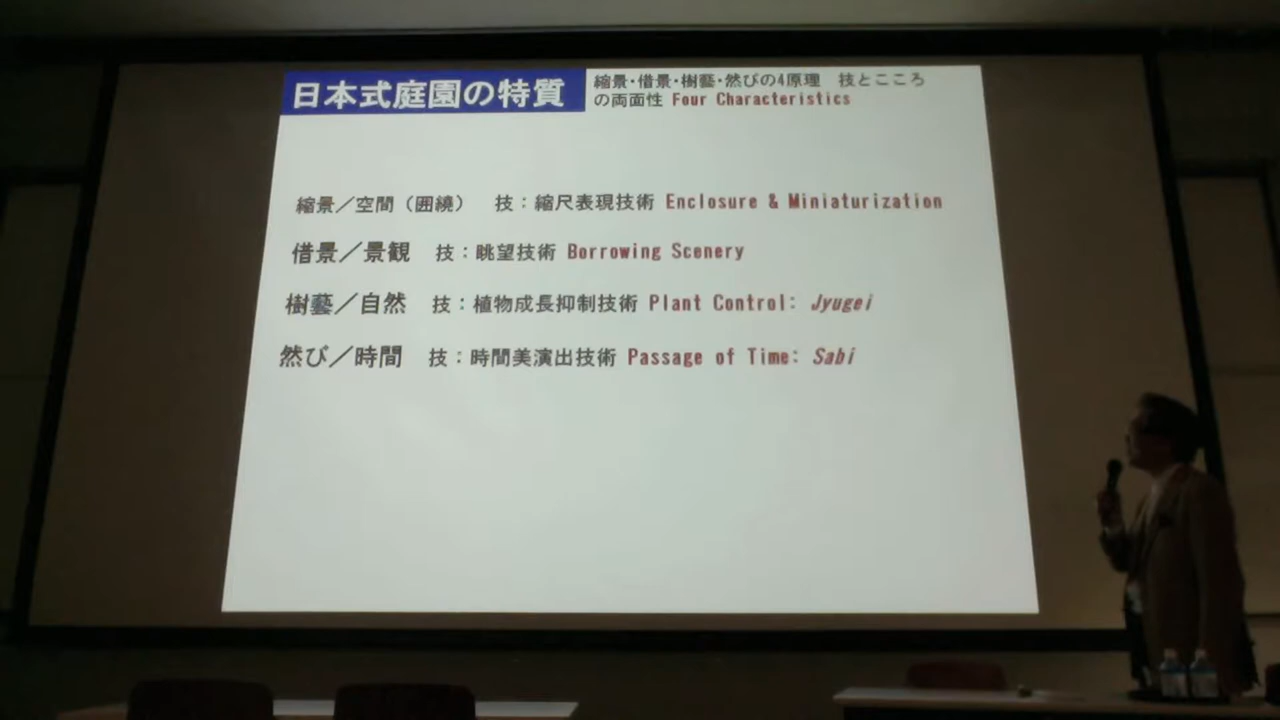 日本式庭園の特質
縮景・借景・樹藝・然びの4原理 技とこころ
の両面性 Four Characteristics
縮景／空間（囲繞） 技：縮尺表現技術 Enclosure & Miniaturization
借景／景観 技：眺望技術 Borrowing Scenery
樹藝／自然 技：植物成長抑制技術 Plant Control: Jyugei
然び／時間 技：時間美演出技術 Passage of Time: Sabi